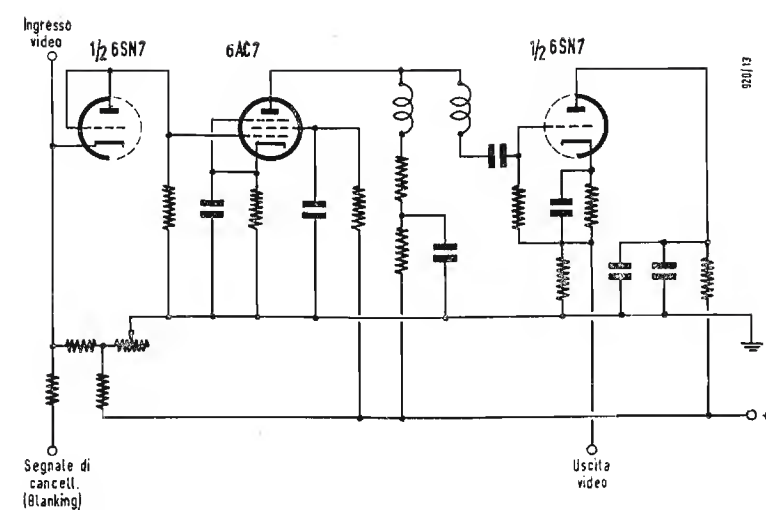 Ingresso
video
1/2 6SN7
6AC7
1/2 6SN7
920/13
+
Segnale di
cancell.
(Blanking)
Uscita
video